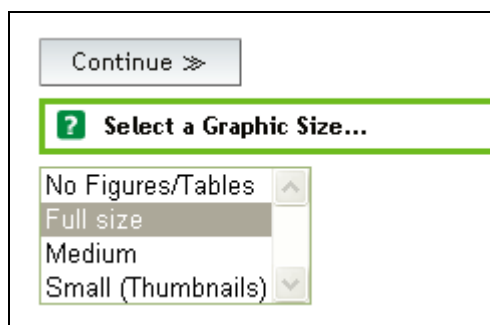 Continue ≫
? Select a Graphic Size...
No Figures/Tables
Full size
Medium
Small (Thumbnails)